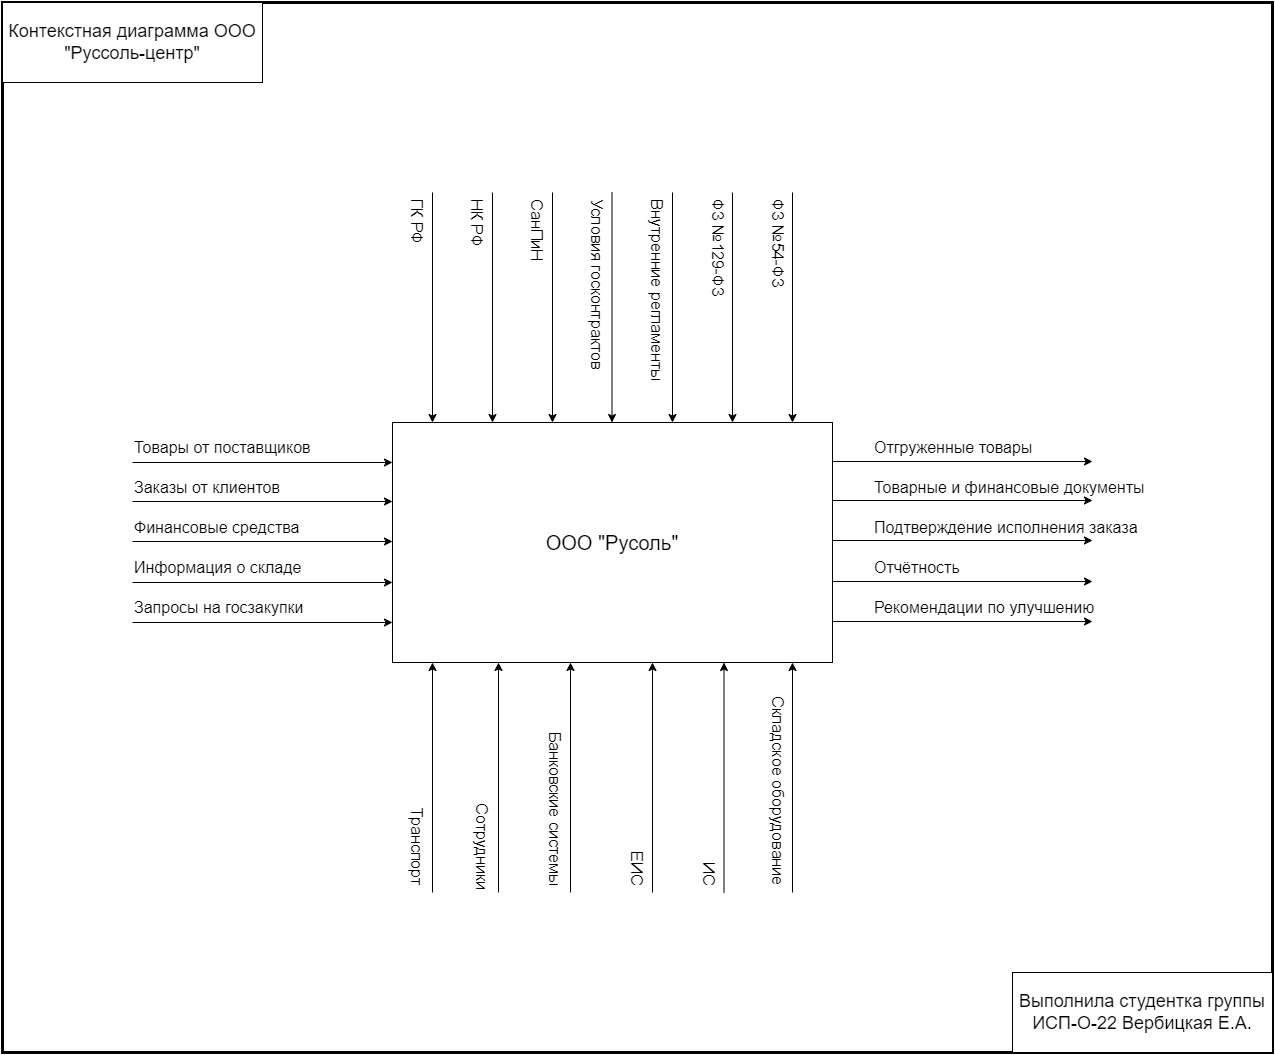 Контекстная диаграмма ООО
"Руссоль-центр"
ГК РФ
НК РФ
СанПиН
Условия госконтрактов
Внутренние регламенты
ФЗ №129-ФЗ
ФЗ №54-ФЗ
Товары от поставщиков
Заказы от клиентов
Финансовые средства
Информация о складе
Запросы на госзакупки
ООО "Русоль"
Отгруженные товары
Товарные и финансовые документы
Подтверждение исполнения заказа
Отчётность
Рекомендации по улучшению
Транспорт
Сотрудники
Банковские системы
ЕИС
ИС
Складское оборудование
Выполнила студентка группы
ИСП-О-22 Вербицкая Е.А.